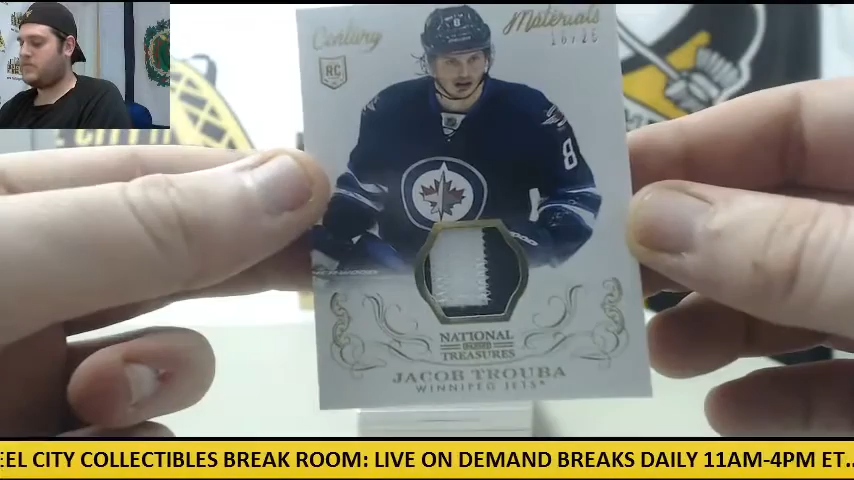 Century
Materials
16/25
RC
8
8
NATIONAL
TREASURES
JACOB TROUBA
WINNIPEG JETS
EEL CITY COLLECTIBLES BREAK ROOM: LIVE ON DEMAND BREAKS DAILY 11AM-4PM ET..